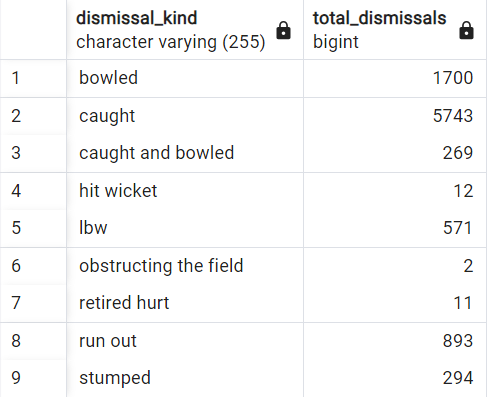 dismissal_kind total_dismissals
character varying (255) bigint
1 bowled 1700
2 caught 5743
3 caught and bowled 269
4 hit wicket 12
5 lbw 571
6 obstructing the field 2
7 retired hurt 11
8 run out 893
9 stumped 294